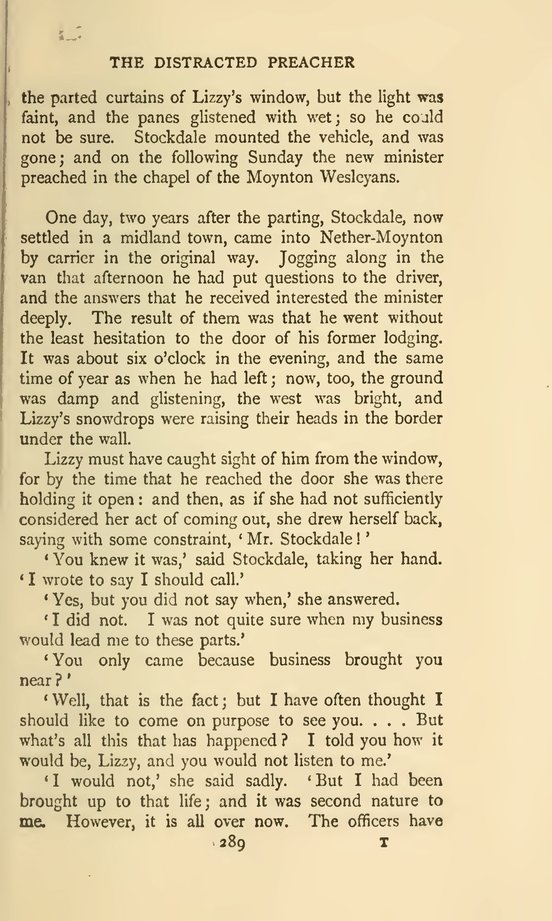 THE DISTRACTED PREACHER
the parted curtains of Lizzy's window, but the light was
faint, and the panes glistened with wet; so he could
not be sure. Stockdale mounted the vehicle, and was
gone; and on the following Sunday the new minister
preached in the chapel of the Moynton Wesleyans.
One day, two years after the parting, Stockdale, now
settled in a midland town, came into Nether-Moynton
by carrier in the original way. Jogging along in the
van that afternoon he had put questions to the driver,
and the answers that he received interested the minister
deeply. The result of them was that he went without
the least hesitation to the door of his former lodging.
It was about six o'clock in the evening, and the same
time of year as when he had left; now, too, the ground
was damp and glistening, the west was bright, and
Lizzy's snowdrops were raising their heads in the border
under the wall.
Lizzy must have caught sight of him from the window,
for by the time that he reached the door she was there
holding it open: and then, as if she had not sufficiently
considered her act of coming out, she drew herself back,
saying with some constraint, ‘Mr. Stockdale!’
‘You knew it was,’ said Stockdale, taking her hand.
‘I wrote to say I should call.’
‘Yes, but you did not say when,’ she answered.
‘I did not. I was not quite sure when my business
would lead me to these parts.’
‘You only came because business brought you
near?’
‘Well, that is the fact; but I have often thought I
should like to come on purpose to see you. . . . But
what's all this that has happened? I told you how it
would be, Lizzy, and you would not listen to me.’
‘I would not,’ she said sadly. ‘But I had been
brought up to that life; and it was second nature to
me. However, it is all over now. The officers have
289 T